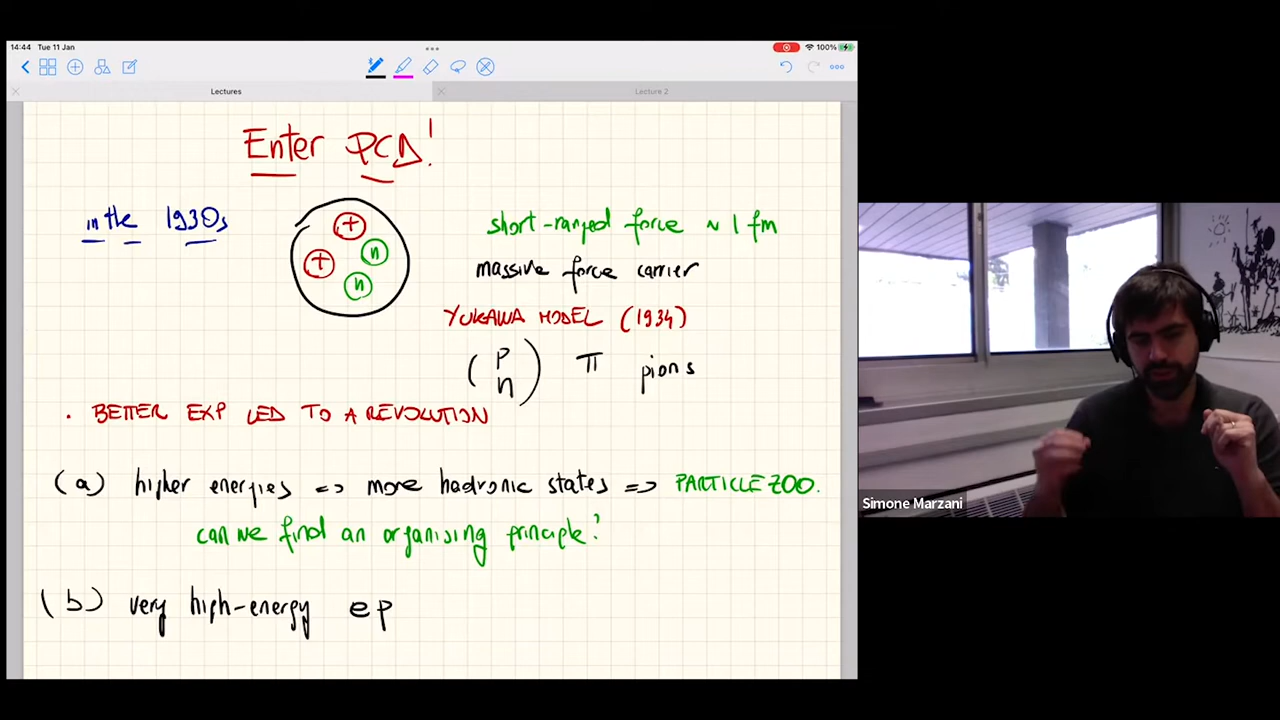 14:44 Tue 11 Jan
100%
Lectures
Lecture 2
Enter QCD!
in the 1930s
+
+
n
n
short-ranged force ~ 1 fm
massive force carrier
YUKAWA MODEL (1934)
( p n ) π pions
· BETTER EXP LED TO A REVOLUTION
(a) higher energies => more hadronic states => PARTICLE ZOO.
can we find an organising principle?
(b) very high-energy e p
Simone Marzani